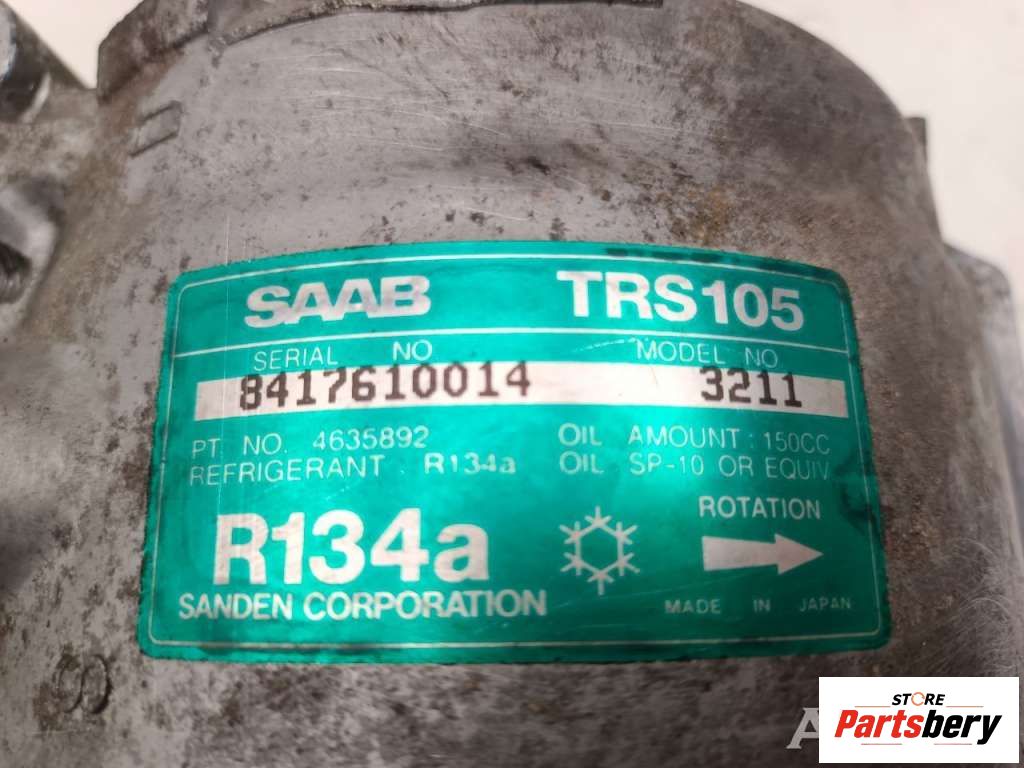 SAAB TRS105
SERIAL NO MODEL NO
8417610014 3211
PT NO. 4635892 OIL AMOUNT : 150CC
REFRIGERANT : R134a OIL SP-10 OR EQUIV
R134a ROTATION
SANDEN CORPORATION MADE IN JAPAN
STORE
Partsbery